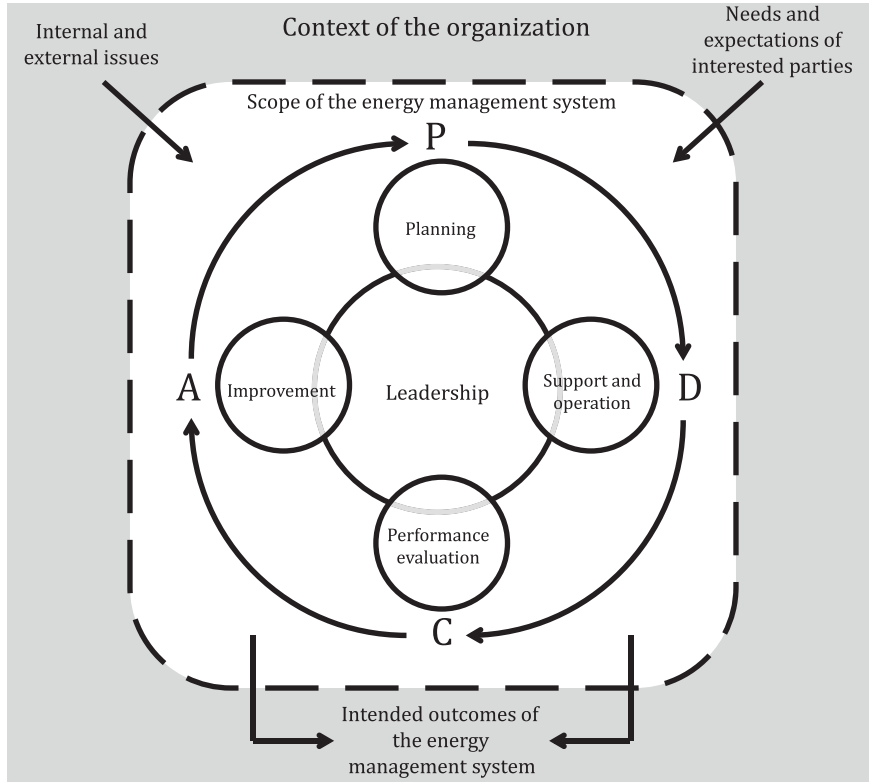 Context of the organization
Internal and
external issues
Needs and
expectations of
interested parties
Scope of the energy management system
P
Planning
A
Improvement
Leadership
Support and
operation
D
Performance
evaluation
C
Intended outcomes of
the energy
management system